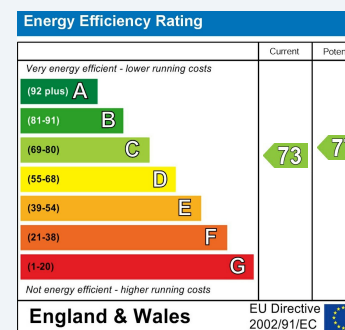 Energy Efficiency Rating
Current
Very energy efficient - lower running costs
(92 plus) A
(81-91) B
(69-80) C
(55-68) D
(39-54) E
(21-38) F
(1-20) G
73
Not energy efficient - higher running costs
England & Wales
EU Directive
2002/91/EC